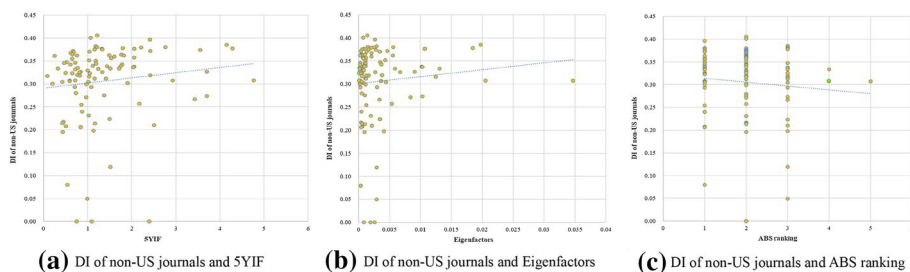 0.45
0.40
0.35
0.30
0.25
0.20
0.15
0.10
0.05
0.00
DI of non-US journals
0 1 2 3 4 5 6
5YIF
(a) DI of non-US journals and 5YIF
0.45
0.40
0.35
0.30
0.25
0.20
0.15
0.10
0.05
0.00
DI of non-US journals
0 0.005 0.01 0.015 0.02 0.025 0.03 0.035 0.04
Eigenfactors
(b) DI of non-US journals and Eigenfactors
0.45
0.40
0.35
0.30
0.25
0.20
0.15
0.10
0.05
0.00
DI of non-US journals
0 1 2 3 4 5 6
ABS ranking
(c) DI of non-US journals and ABS ranking